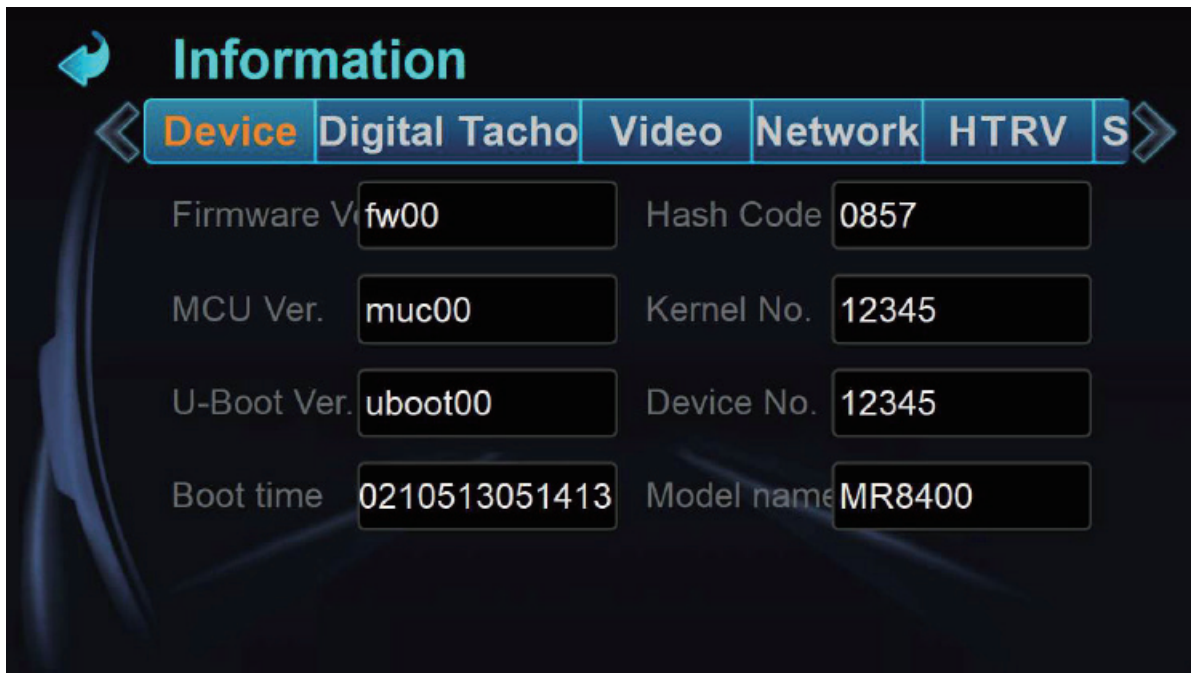 Information
Device Digital Tacho Video Network HTRV S
Firmware Ve fw00 Hash Code 0857
MCU Ver. muc00 Kernel No. 12345
U-Boot Ver. uboot00 Device No. 12345
Boot time 0210513051413 Model name MR8400